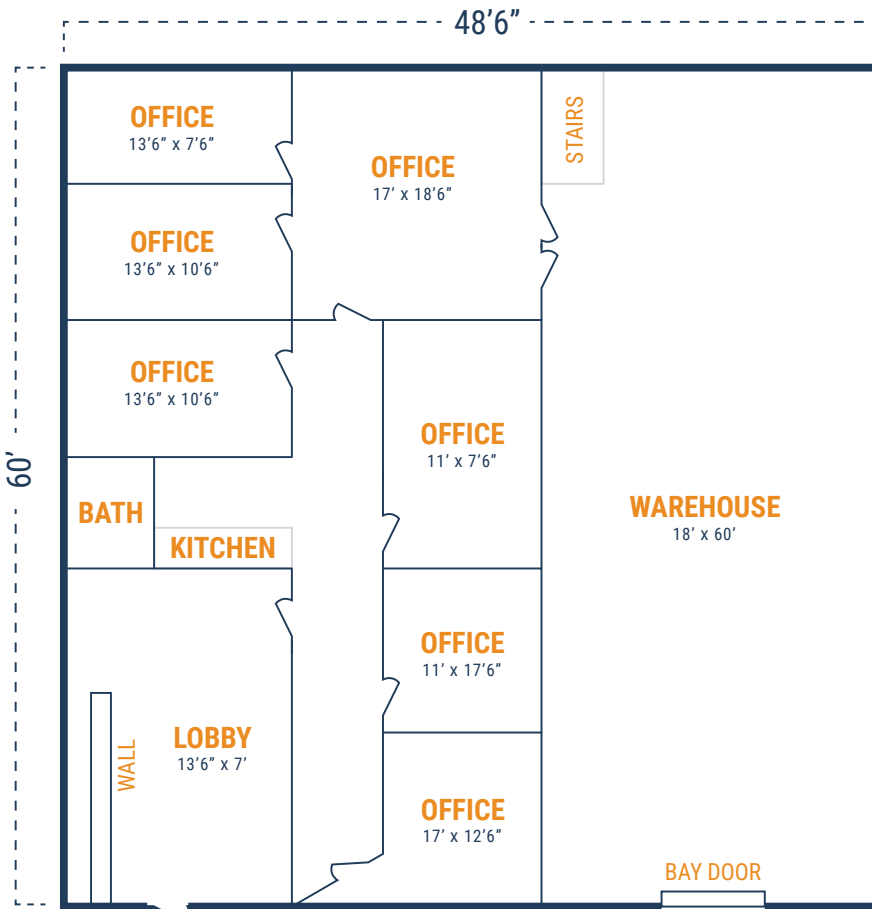 48'6”
60’
OFFICE
13’6” x 7’6”
OFFICE
17’ x 18’6”
STAIRS
OFFICE
13’6” x 10’6”
OFFICE
13’6” x 10’6”
OFFICE
11’ x 7’6”
BATH
KITCHEN
WAREHOUSE
18’ x 60’
OFFICE
11’ x 17’6”
LOBBY
13’6” x 7’
WALL
OFFICE
17’ x 12’6”
BAY DOOR